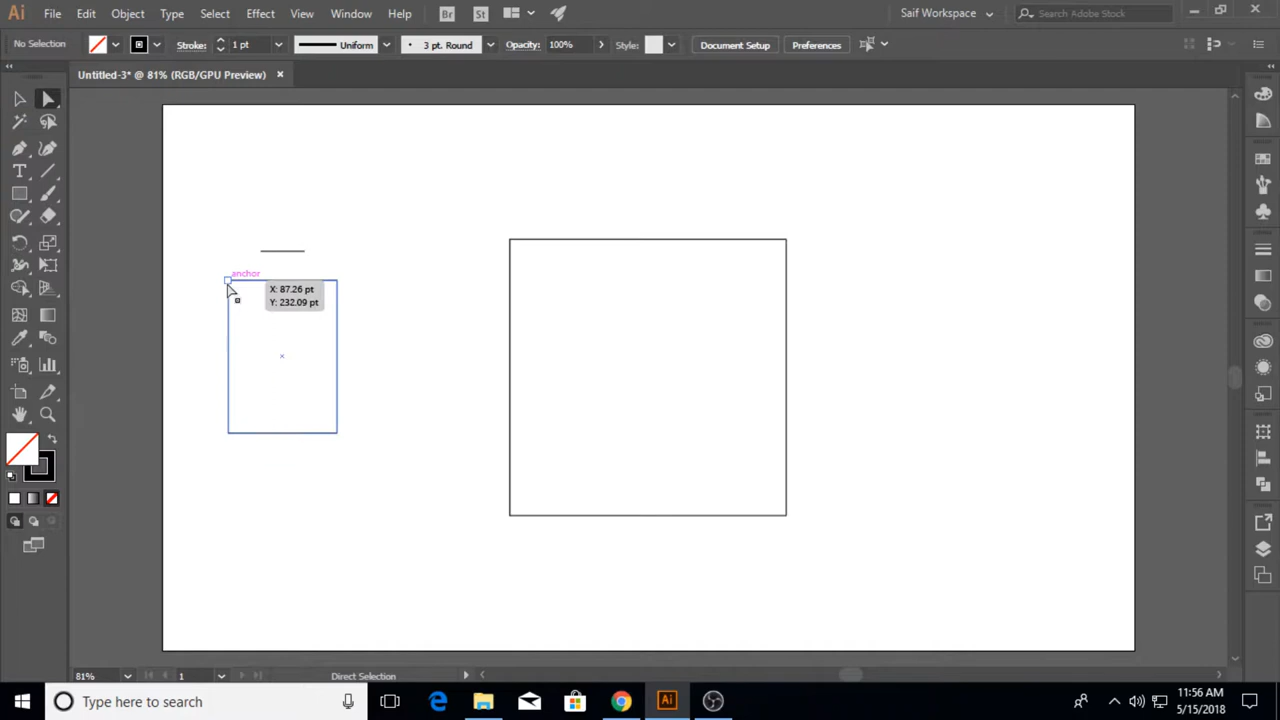 Ai File Edit Object Type Select Effect View Window Help Br St Saif Workspace Search Adobe Stock
No Selection Stroke: 1 pt Uniform 3 pt. Round Opacity: 100% Style: Document Setup Preferences
Untitled-3* @ 81% (RGB/GPU Preview)
anchor
X: 87.26 pt
Y: 232.09 pt
81% 1 Direct Selection
Type here to search
Ai
11:56 AM
5/15/2018